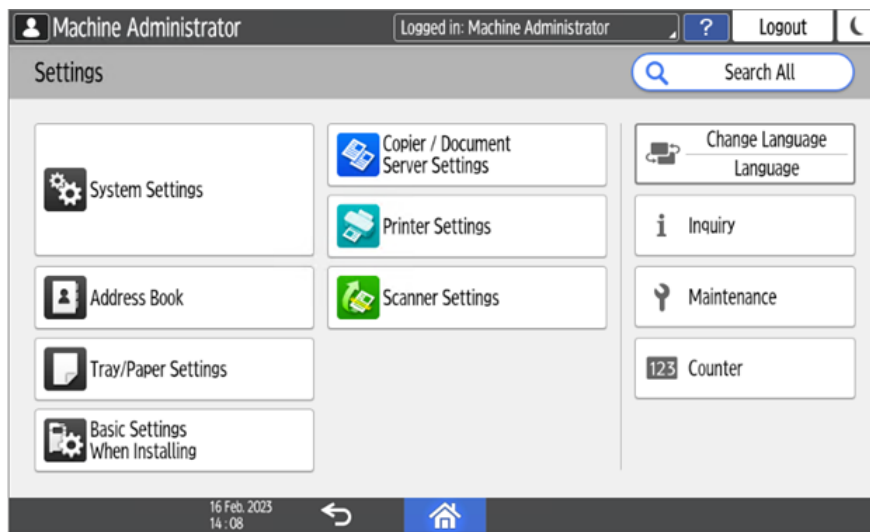 Machine Administrator
Logged in: Machine Administrator
?
Logout
Settings
Search All
System Settings
Address Book
Tray/Paper Settings
Basic Settings
When Installing
Copier / Document
Server Settings
Printer Settings
Scanner Settings
Change Language
Language
i Inquiry
Maintenance
123 Counter
16 Feb. 2023
14 : 08